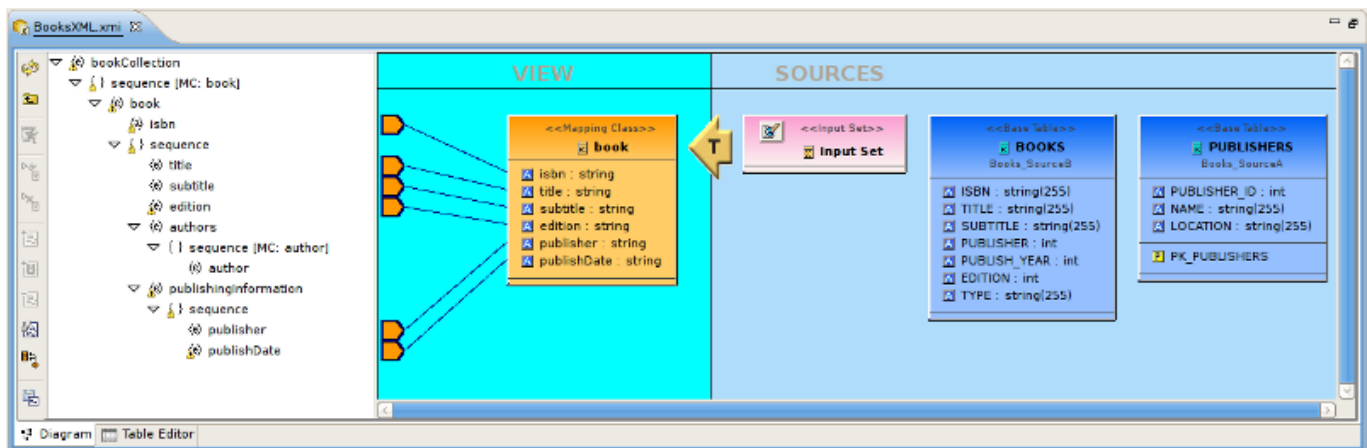 BooksXML.xmi
bookCollection
sequence [MC: book]
book
isbn
sequence
title
subtitle
edition
authors
sequence [MC: author]
author
publishingInformation
sequence
publisher
publishDate
VIEW
SOURCES
<<Mapping Class>>
book
isbn : string
title : string
subtitle : string
edition : string
publisher : string
publishDate : string
T
<<Input Set>>
Input Set
<<Base Table>>
BOOKS
Books_SourceB
ISBN : string(255)
TITLE : string(255)
SUBTITLE : string(255)
PUBLISHER : int
PUBLISH_YEAR : int
EDITION : int
TYPE : string(255)
<<Base Table>>
PUBLISHERS
Books_SourceA
PUBLISHER_ID : int
NAME : string(255)
LOCATION : string(255)
PK_PUBLISHERS
Diagram
Table Editor